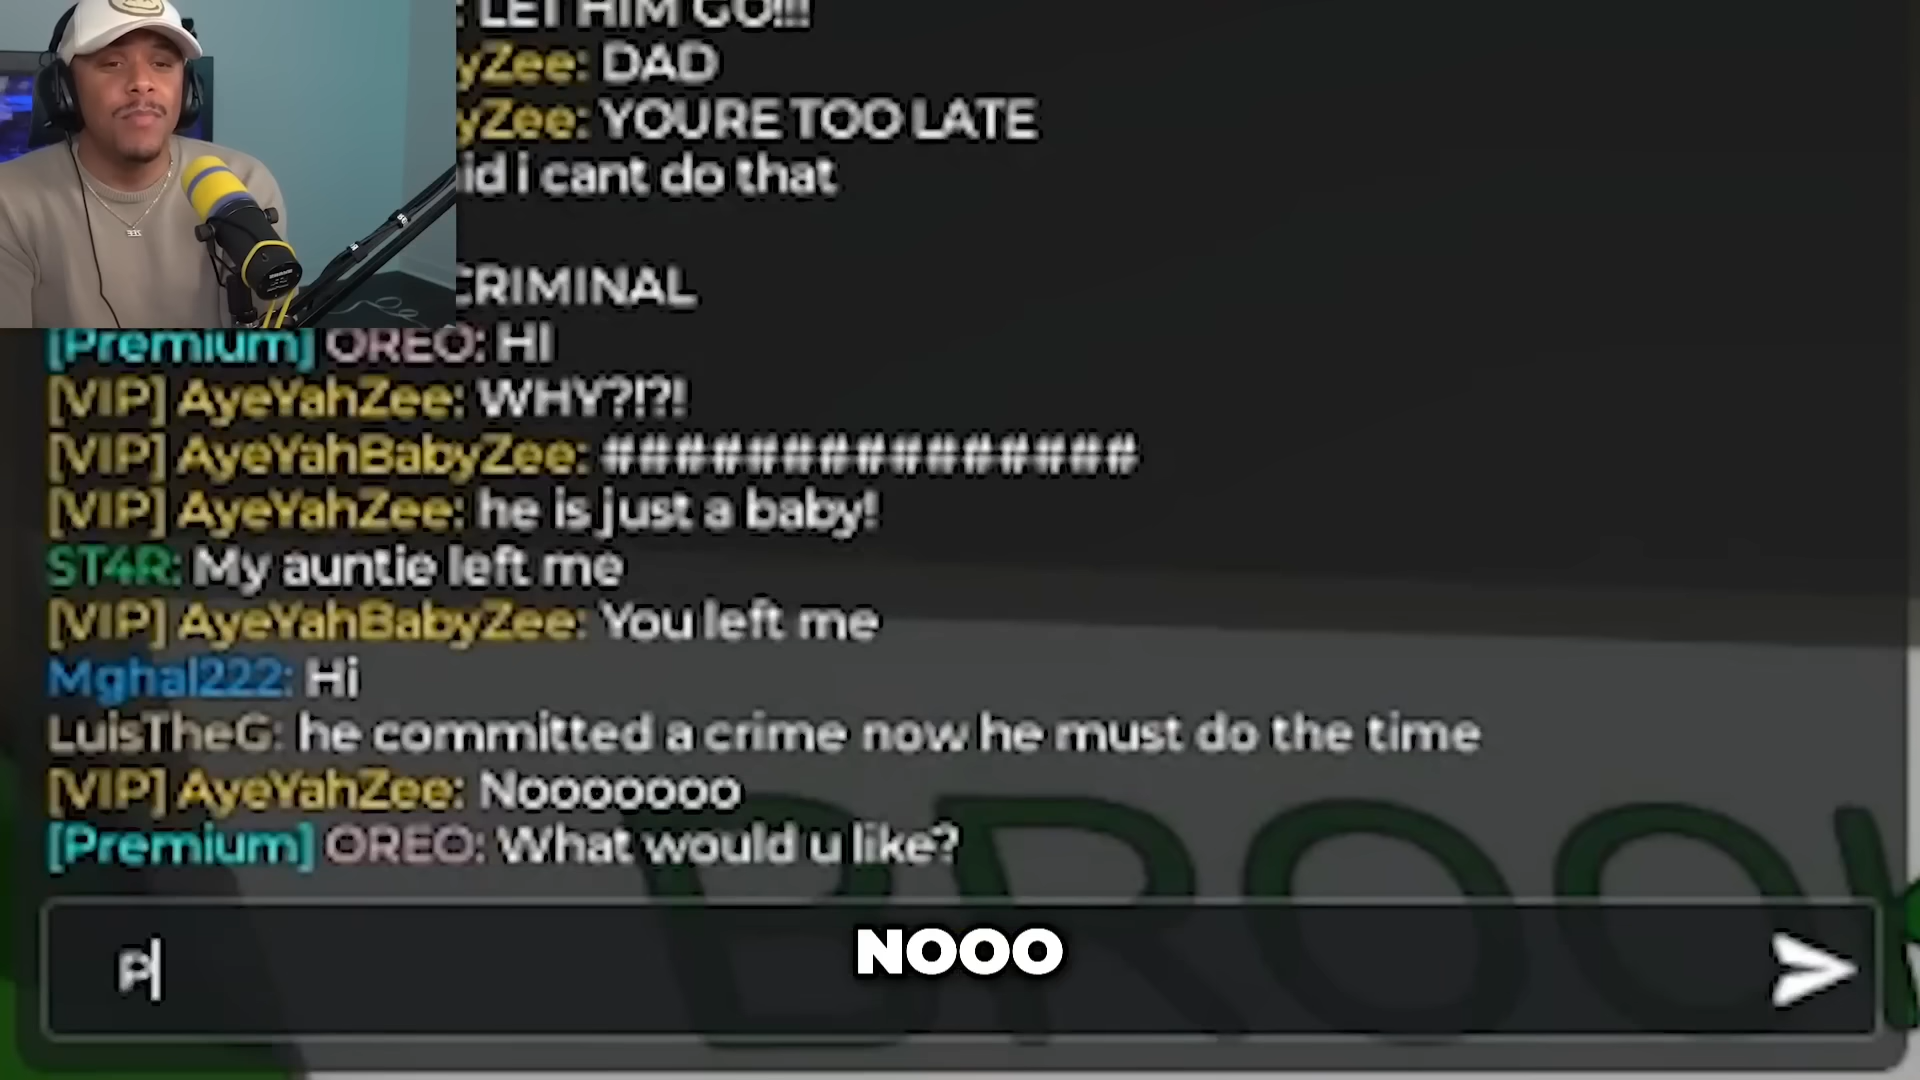 : LET HIM GO!!!
yZee: DAD
yZee: YOURE TOO LATE
id i cant do that
CRIMINAL
[Premium] OREO: HI
[VIP] AyeYahZee: WHY?!?!
[VIP] AyeYahBabyZee: ###############
[VIP] AyeYahZee: he is just a baby!
ST4R: My auntie left me
[VIP] AyeYahBabyZee: You left me
Mghal222: Hi
LuisTheG: he committed a crime now he must do the time
[VIP] AyeYahZee: Nooooooo
[Premium] OREO: What would u like?
BROOK
P
NOOO